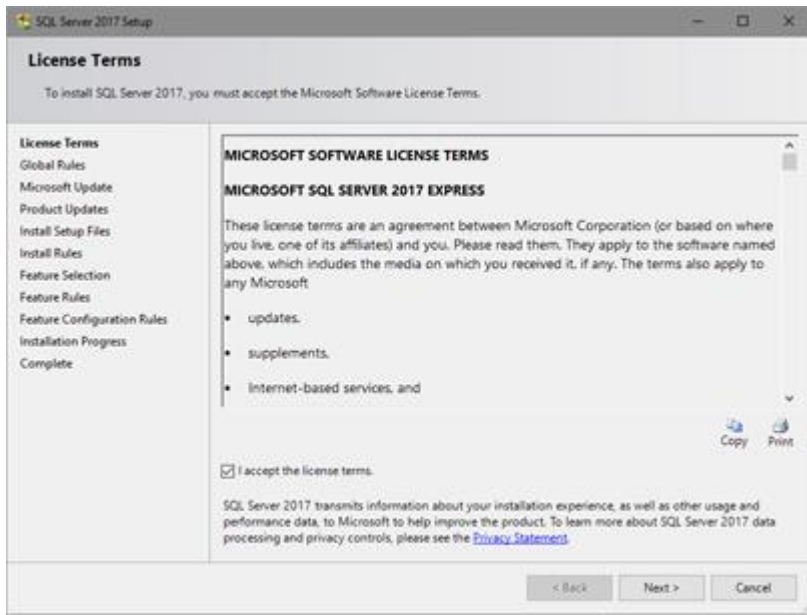 SQL Server 2017 Setup
License Terms
To install SQL Server 2017, you must accept the Microsoft Software License Terms.
License Terms
Global Rules
Microsoft Update
Product Updates
Install Setup Files
Install Rules
Feature Selection
Feature Rules
Feature Configuration Rules
Installation Progress
Complete
MICROSOFT SOFTWARE LICENSE TERMS
MICROSOFT SQL SERVER 2017 EXPRESS
These license terms are an agreement between Microsoft Corporation (or based on where
you live, one of its affiliates) and you. Please read them. They apply to the software named
above, which includes the media on which you received it, if any. The terms also apply to
any Microsoft
• updates,
• supplements,
• Internet-based services, and
Copy Print
I accept the license terms.
SQL Server 2017 transmits information about your installation experience, as well as other usage and
performance data, to Microsoft to help improve the product. To learn more about SQL Server 2017 data
processing and privacy controls, please see the Privacy Statement.
< Back Next > Cancel